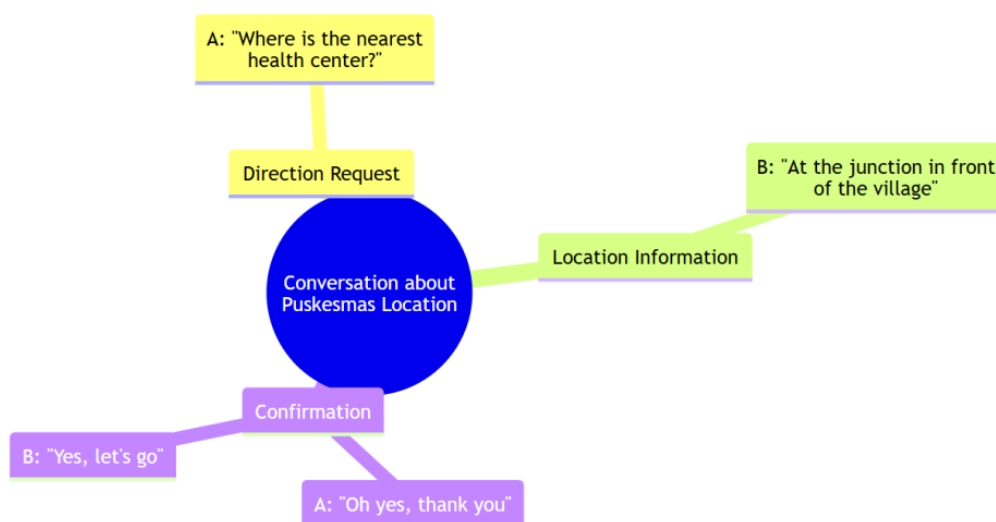 A: "Where is the nearest
health center?"
Direction Request
B: "At the junction in front
of the village"
Location Information
Conversation about
Puskesmas Location
Confirmation
B: "Yes, let's go"
A: "Oh yes, thank you"